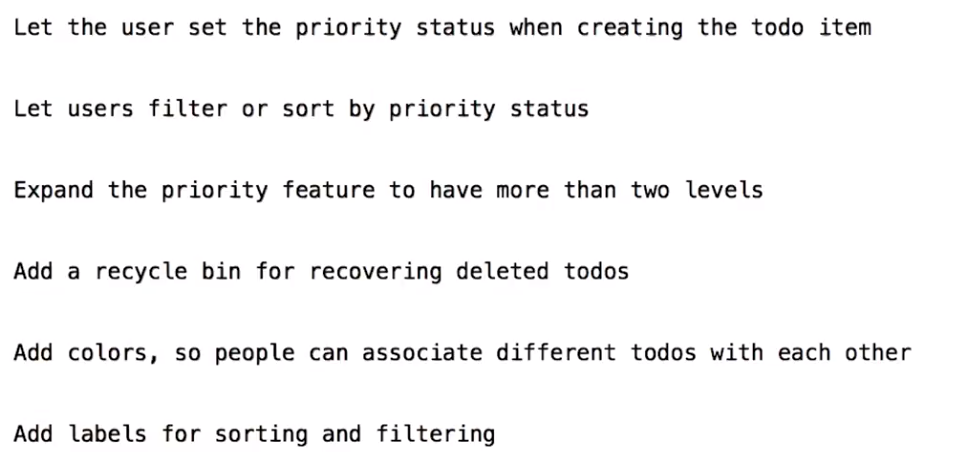 Let the user set the priority status when creating the todo item
Let users filter or sort by priority status
Expand the priority feature to have more than two levels
Add a recycle bin for recovering deleted todos
Add colors, so people can associate different todos with each other
Add labels for sorting and filtering